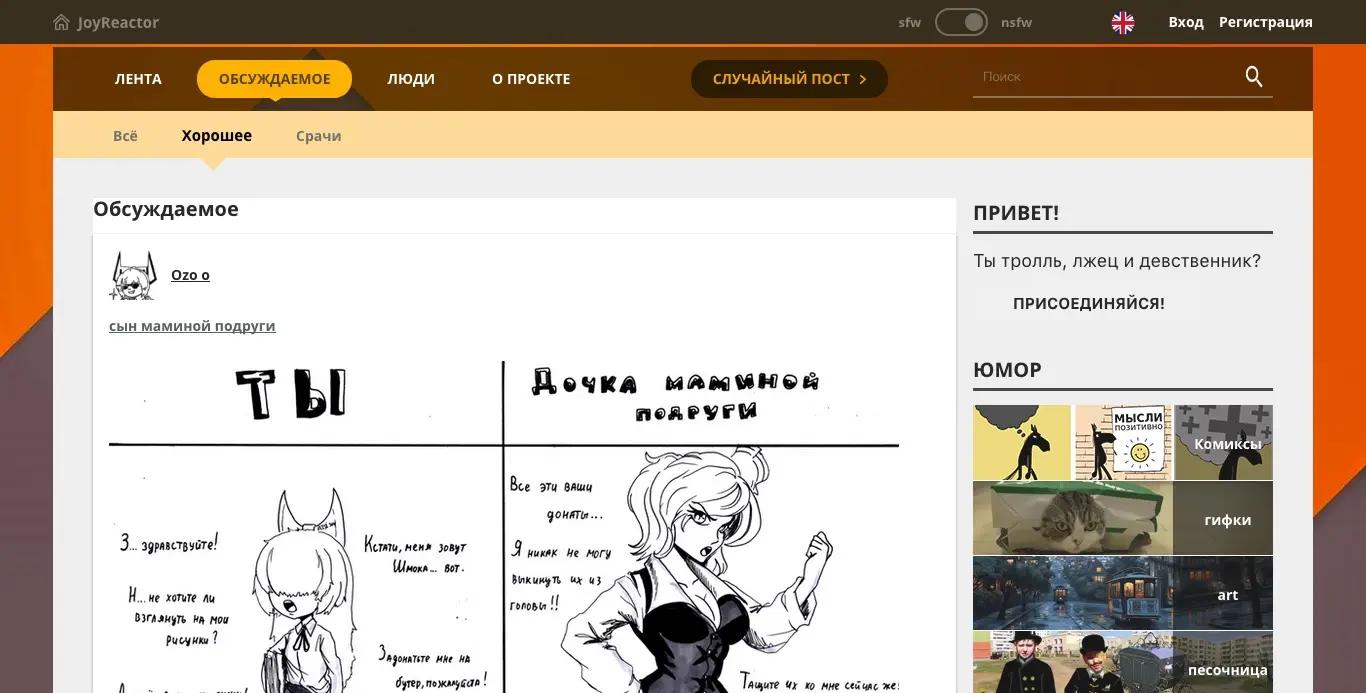 JoyReactor
sfw
nsfw
Вход
Регистрация
ЛЕНТА
ОБСУЖДАЕМОЕ
ЛЮДИ
О ПРОЕКТЕ
СЛУЧАЙНЫЙ ПОСТ
Поиск
Всё
Хорошее
Срачи
Обсуждаемое
Ozo o
сын маминой подруги
ТЫ
Дочка маминой
подруги
З... здравствуйте!
Кстати, меня зовут
Шмока... вот.
Н...не хотите ли
взглянуть на мои
рисунки?
Задонатьте мне на
бутер, пожалуйста!
Все эти ваши
донаты...
Я никак не могу
выкинуть их из
головы!!
Тащите их ко мне сейчас же!
ПРИВЕТ!
Ты тролль, лжец и девственник?
ПРИСОЕДИНЯЙСЯ!
ЮМОР
МЫСЛИ
ПОЗИТИВНО
Комиксы
гифки
art
песочница